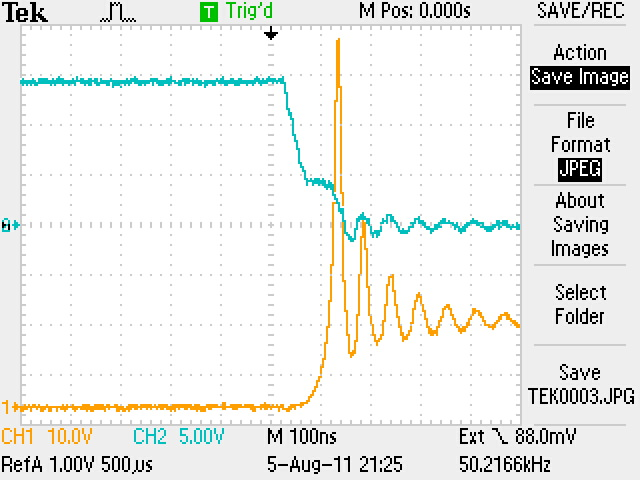 Tek T Trig'd M Pos: 0.000s SAVE/REC
Action
Save Image
File
Format
JPEG
About
Saving
Images
Select
Folder
Save
TEK0003.JPG
2
1
CH1 10.0V CH2 5.00V M 100ns Ext 88.0mV
RefA 1.00V 500µs 5-Aug-11 21:25 50.2166kHz